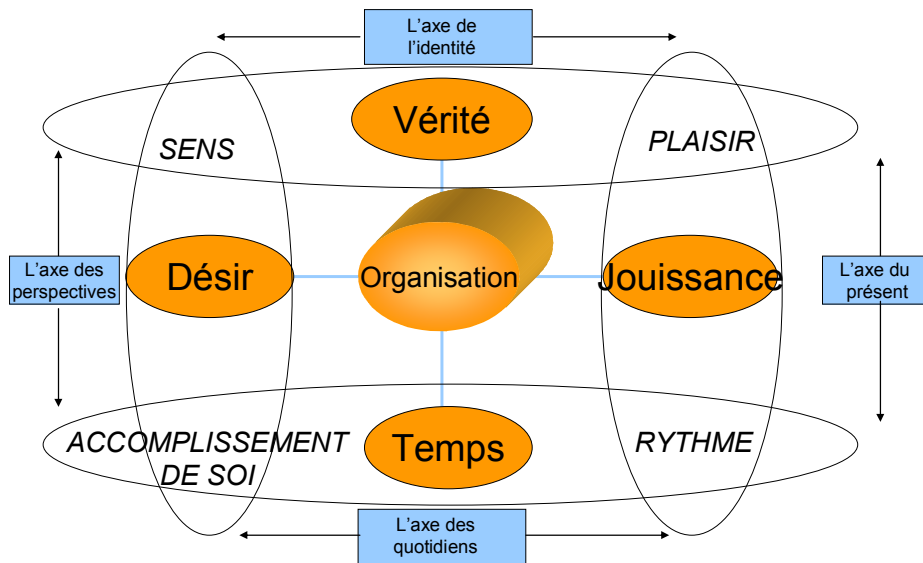 L'axe de
l'identité
Vérité
SENS
PLAISIR
L'axe des
perspectives
Désir
Organisation
Jouissance
L'axe du
présent
ACCOMPLISSEMENT
DE SOI
Temps
RYTHME
L'axe des
quotidiens